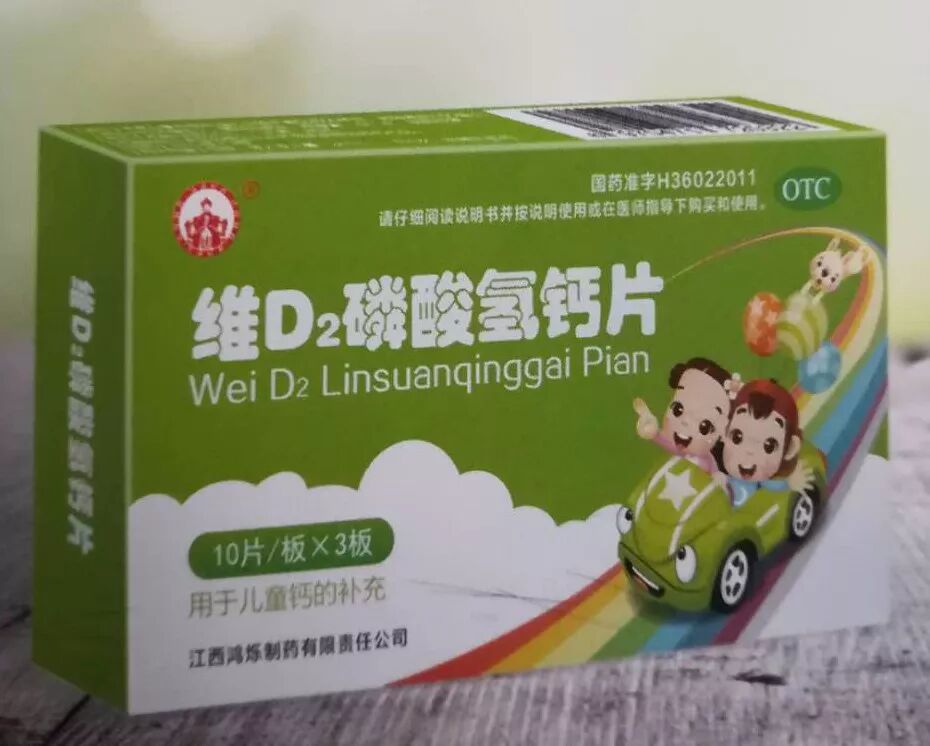 国药准字H36022011
OTC
请仔细阅读说明书并按说明使用或在医师指导下购买和使用。
维D2磷酸氢钙片
Wei D2 Linsuanqinggai Pian
10片/板×3板
用于儿童钙的补充
江西鸿烁制药有限责任公司
维D2磷酸氢钙片